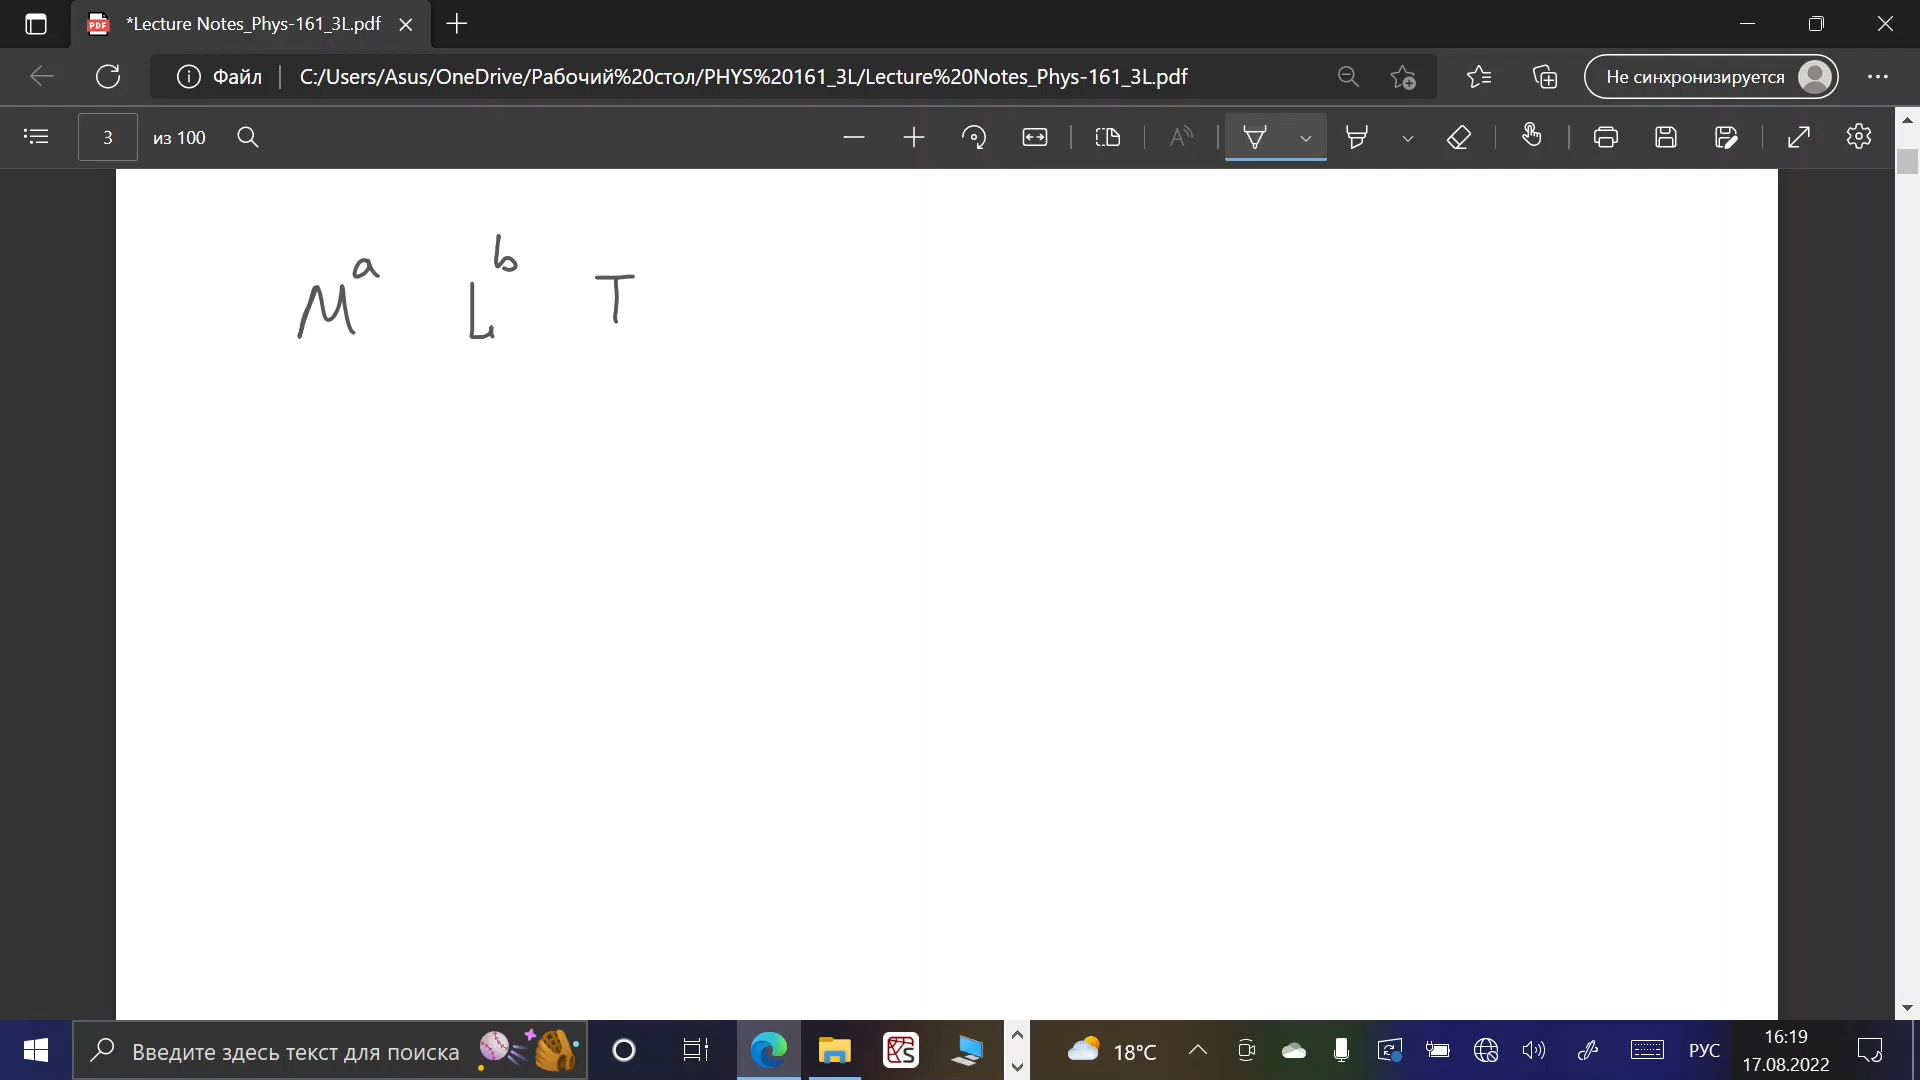 *Lecture Notes_Phys-161_3L.pdf
Файл | C:/Users/Asus/OneDrive/Рабочий%20стол/PHYS%20161_3L/Lecture%20Notes_Phys-161_3L.pdf Не синхронизируется
3 из 100
M^a L^b T
Введите здесь текст для поиска 18°C РУС 16:19
17.08.2022